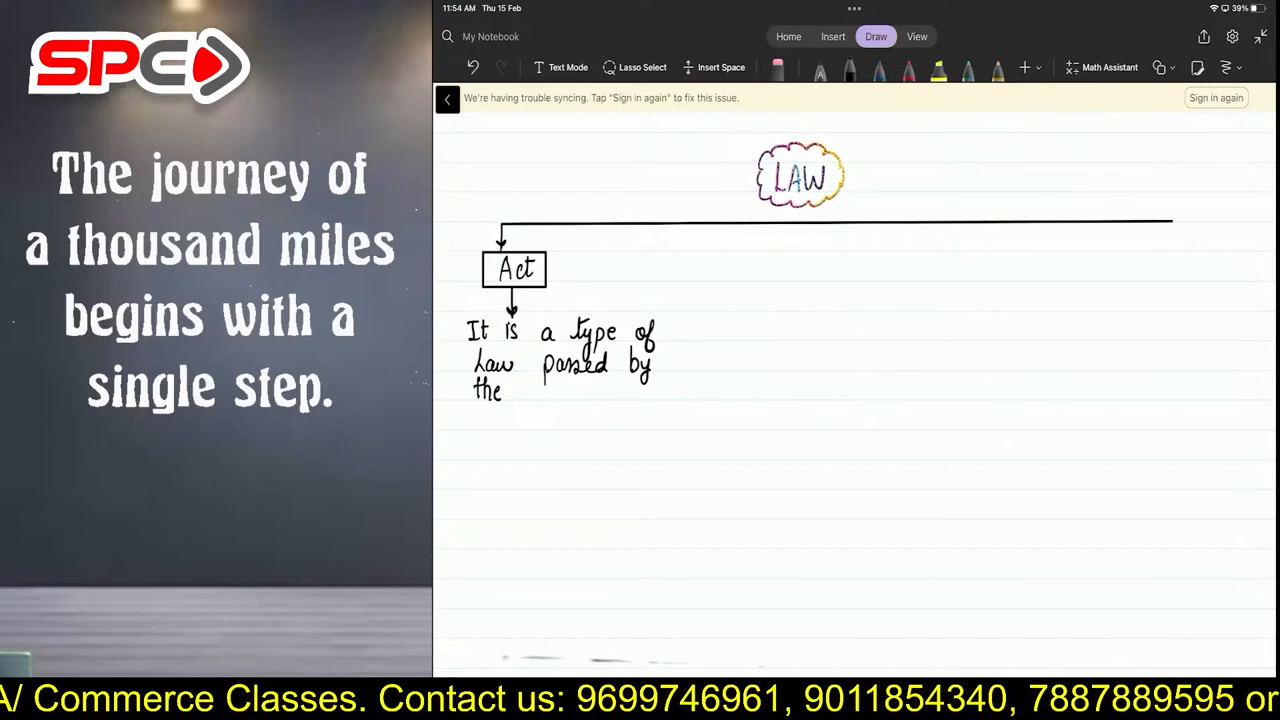 SPE
The journey of
a thousand miles
begins with a
single step.
11:54 AM Thu 15 Feb
39%
My Notebook
Home Insert Draw View
Text Mode Lasso Select Insert Space Math Assistant
We're having trouble syncing. Tap "Sign in again" to fix this issue.
Sign in again
LAW
Act
It is a type of
Law passed by
the
A/ Commerce Classes. Contact us: 9699746961, 9011854340, 7887889595 or